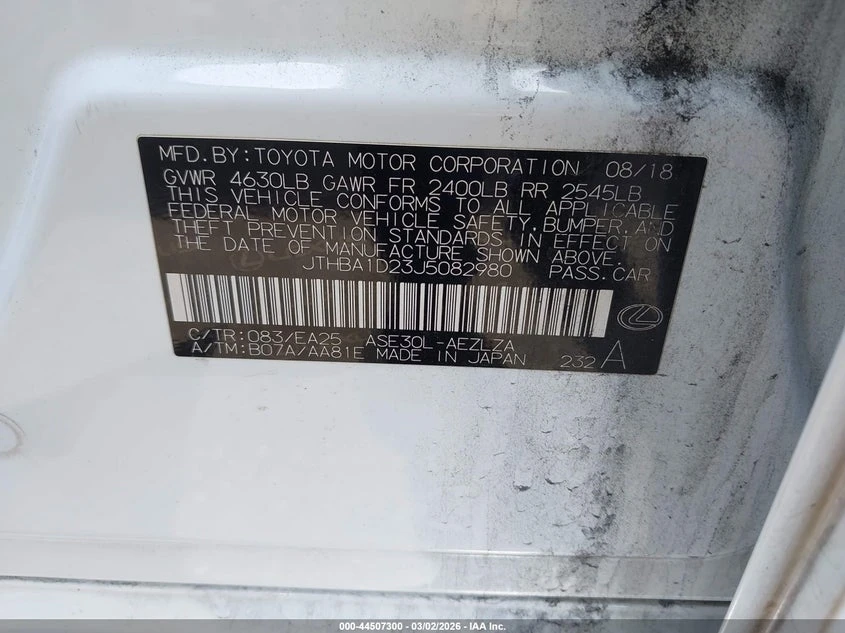 MFD.BY:TOYOTA MOTOR CORPORATION 08/18
GVWR 4630LB GAWR FR 2400LB RR 2545LB
THIS VEHICLE CONFORMS TO ALL APPLICABLE
FEDERAL MOTOR VEHICLE SAFETY,BUMPER,AND
THEFT PREVENTION STANDARDS IN EFFECT ON
THE DATE OF MANUFACTURE SHOWN ABOVE.
JTHBA1D23J5082980 PASS.CAR
C/TR:083/EA25 ASE30L-AEZLZA
A/TM:B07A/AA81E MADE IN JAPAN 232 A
000-44507300 - 03/02/2026 - IAA Inc.